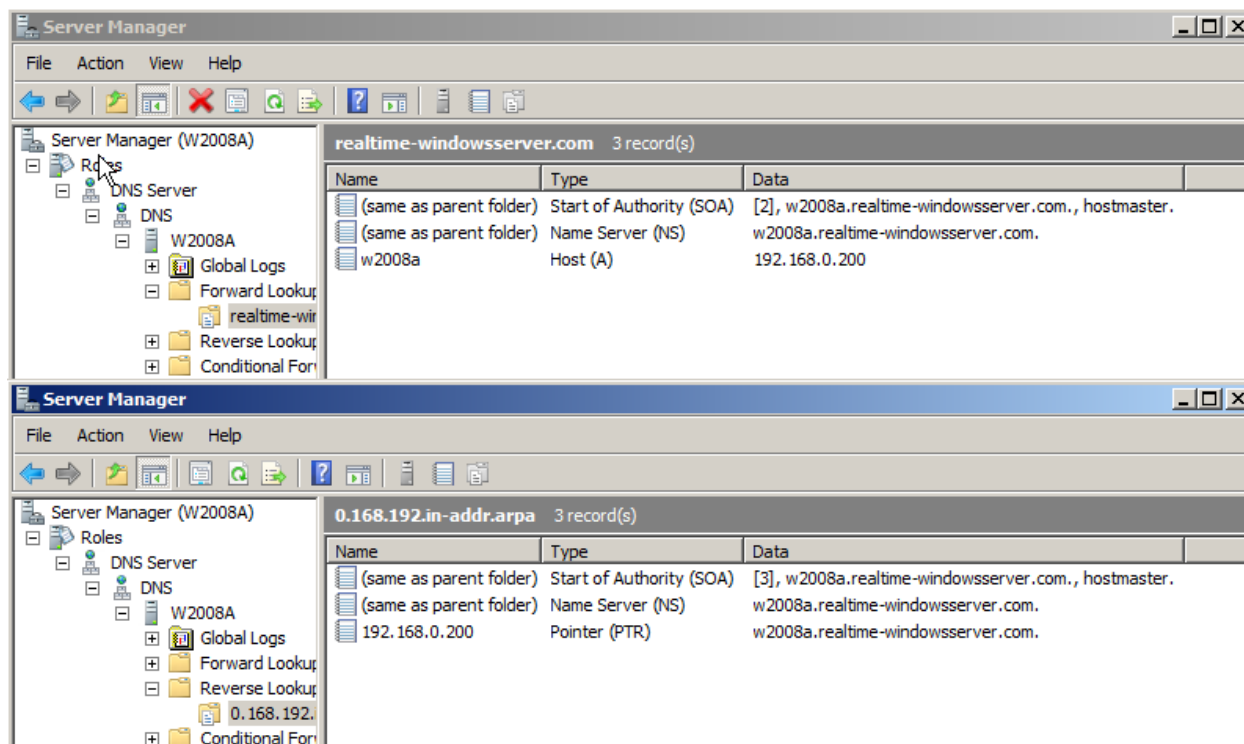 Server Manager
File Action View Help
Server Manager (W2008A)
realtime-windowsserver.com 3 record(s)
Roles
Name Type Data
DNS Server
(same as parent folder) Start of Authority (SOA) [2], w2008a.realtime-windowsserver.com., hostmaster.
DNS
(same as parent folder) Name Server (NS) w2008a.realtime-windowsserver.com.
W2008A
w2008a Host (A) 192.168.0.200
Global Logs
Forward Lookup
realtime-win
Reverse Lookup
Conditional Forw
Server Manager
File Action View Help
Server Manager (W2008A)
0.168.192.in-addr.arpa 3 record(s)
Roles
Name Type Data
DNS Server
(same as parent folder) Start of Authority (SOA) [3], w2008a.realtime-windowsserver.com., hostmaster.
DNS
(same as parent folder) Name Server (NS) w2008a.realtime-windowsserver.com.
W2008A
192.168.0.200 Pointer (PTR) w2008a.realtime-windowsserver.com.
Global Logs
Forward Lookup
Reverse Lookup
0.168.192.
Conditional Forw